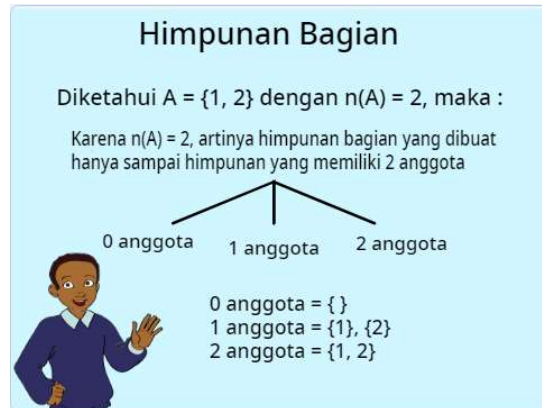 Himpunan Bagian
Diketahui A = {1, 2} dengan n(A) = 2, maka :
Karena n(A) = 2, artinya himpunan bagian yang dibuat
hanya sampai himpunan yang memiliki 2 anggota
0 anggota
1 anggota
2 anggota
0 anggota = { }
1 anggota = {1}, {2}
2 anggota = {1, 2}